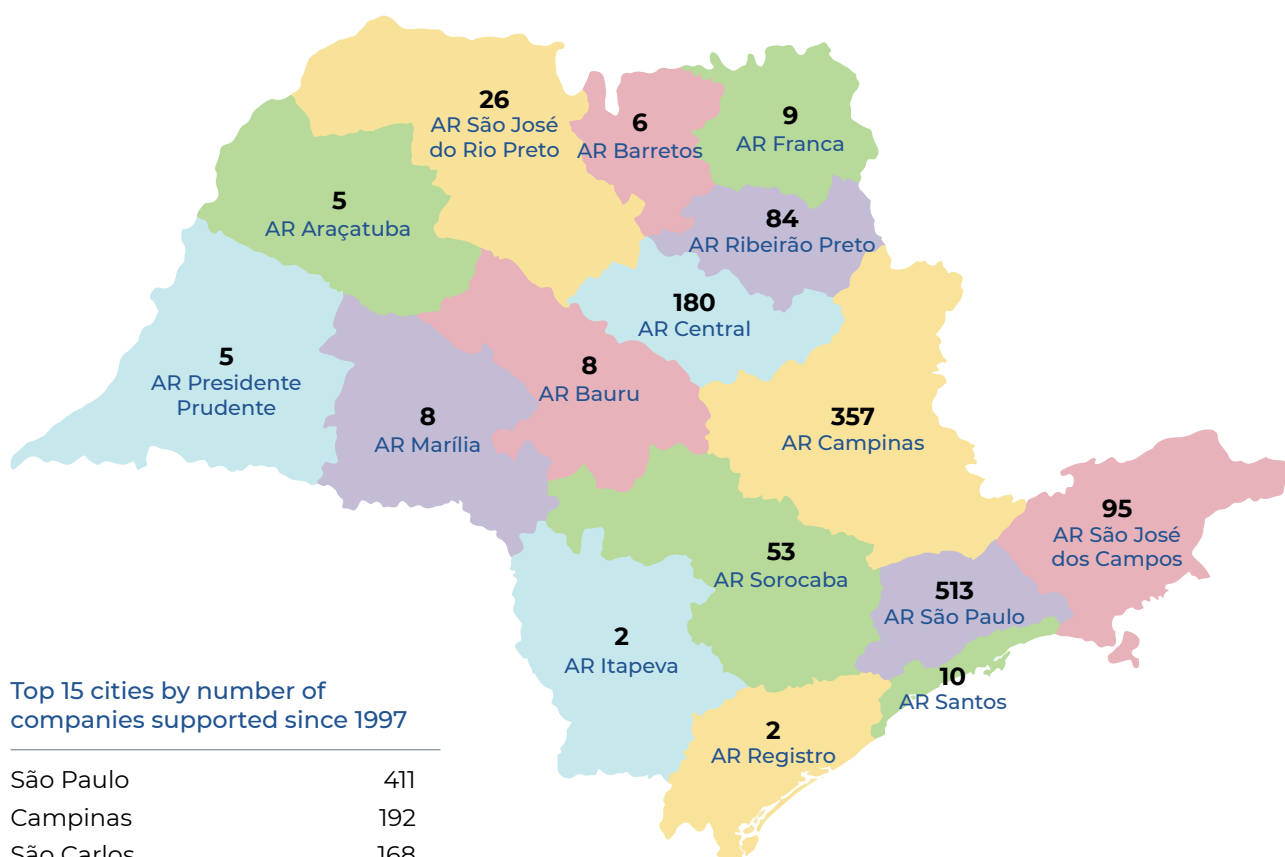 26
AR São José
do Rio Preto
6
AR Barretos
9
AR Franca
5
AR Araçatuba
84
AR Ribeirão Preto
180
AR Central
5
AR Presidente
Prudente
8
AR Marília
8
AR Bauru
357
AR Campinas
95
AR São José
dos Campos
53
AR Sorocaba
513
AR São Paulo
2
AR Itapeva
10
AR Santos
2
AR Registro
Top 15 cities by number of
companies supported since 1997
São Paulo 411
Campinas 192
São Carlos 168